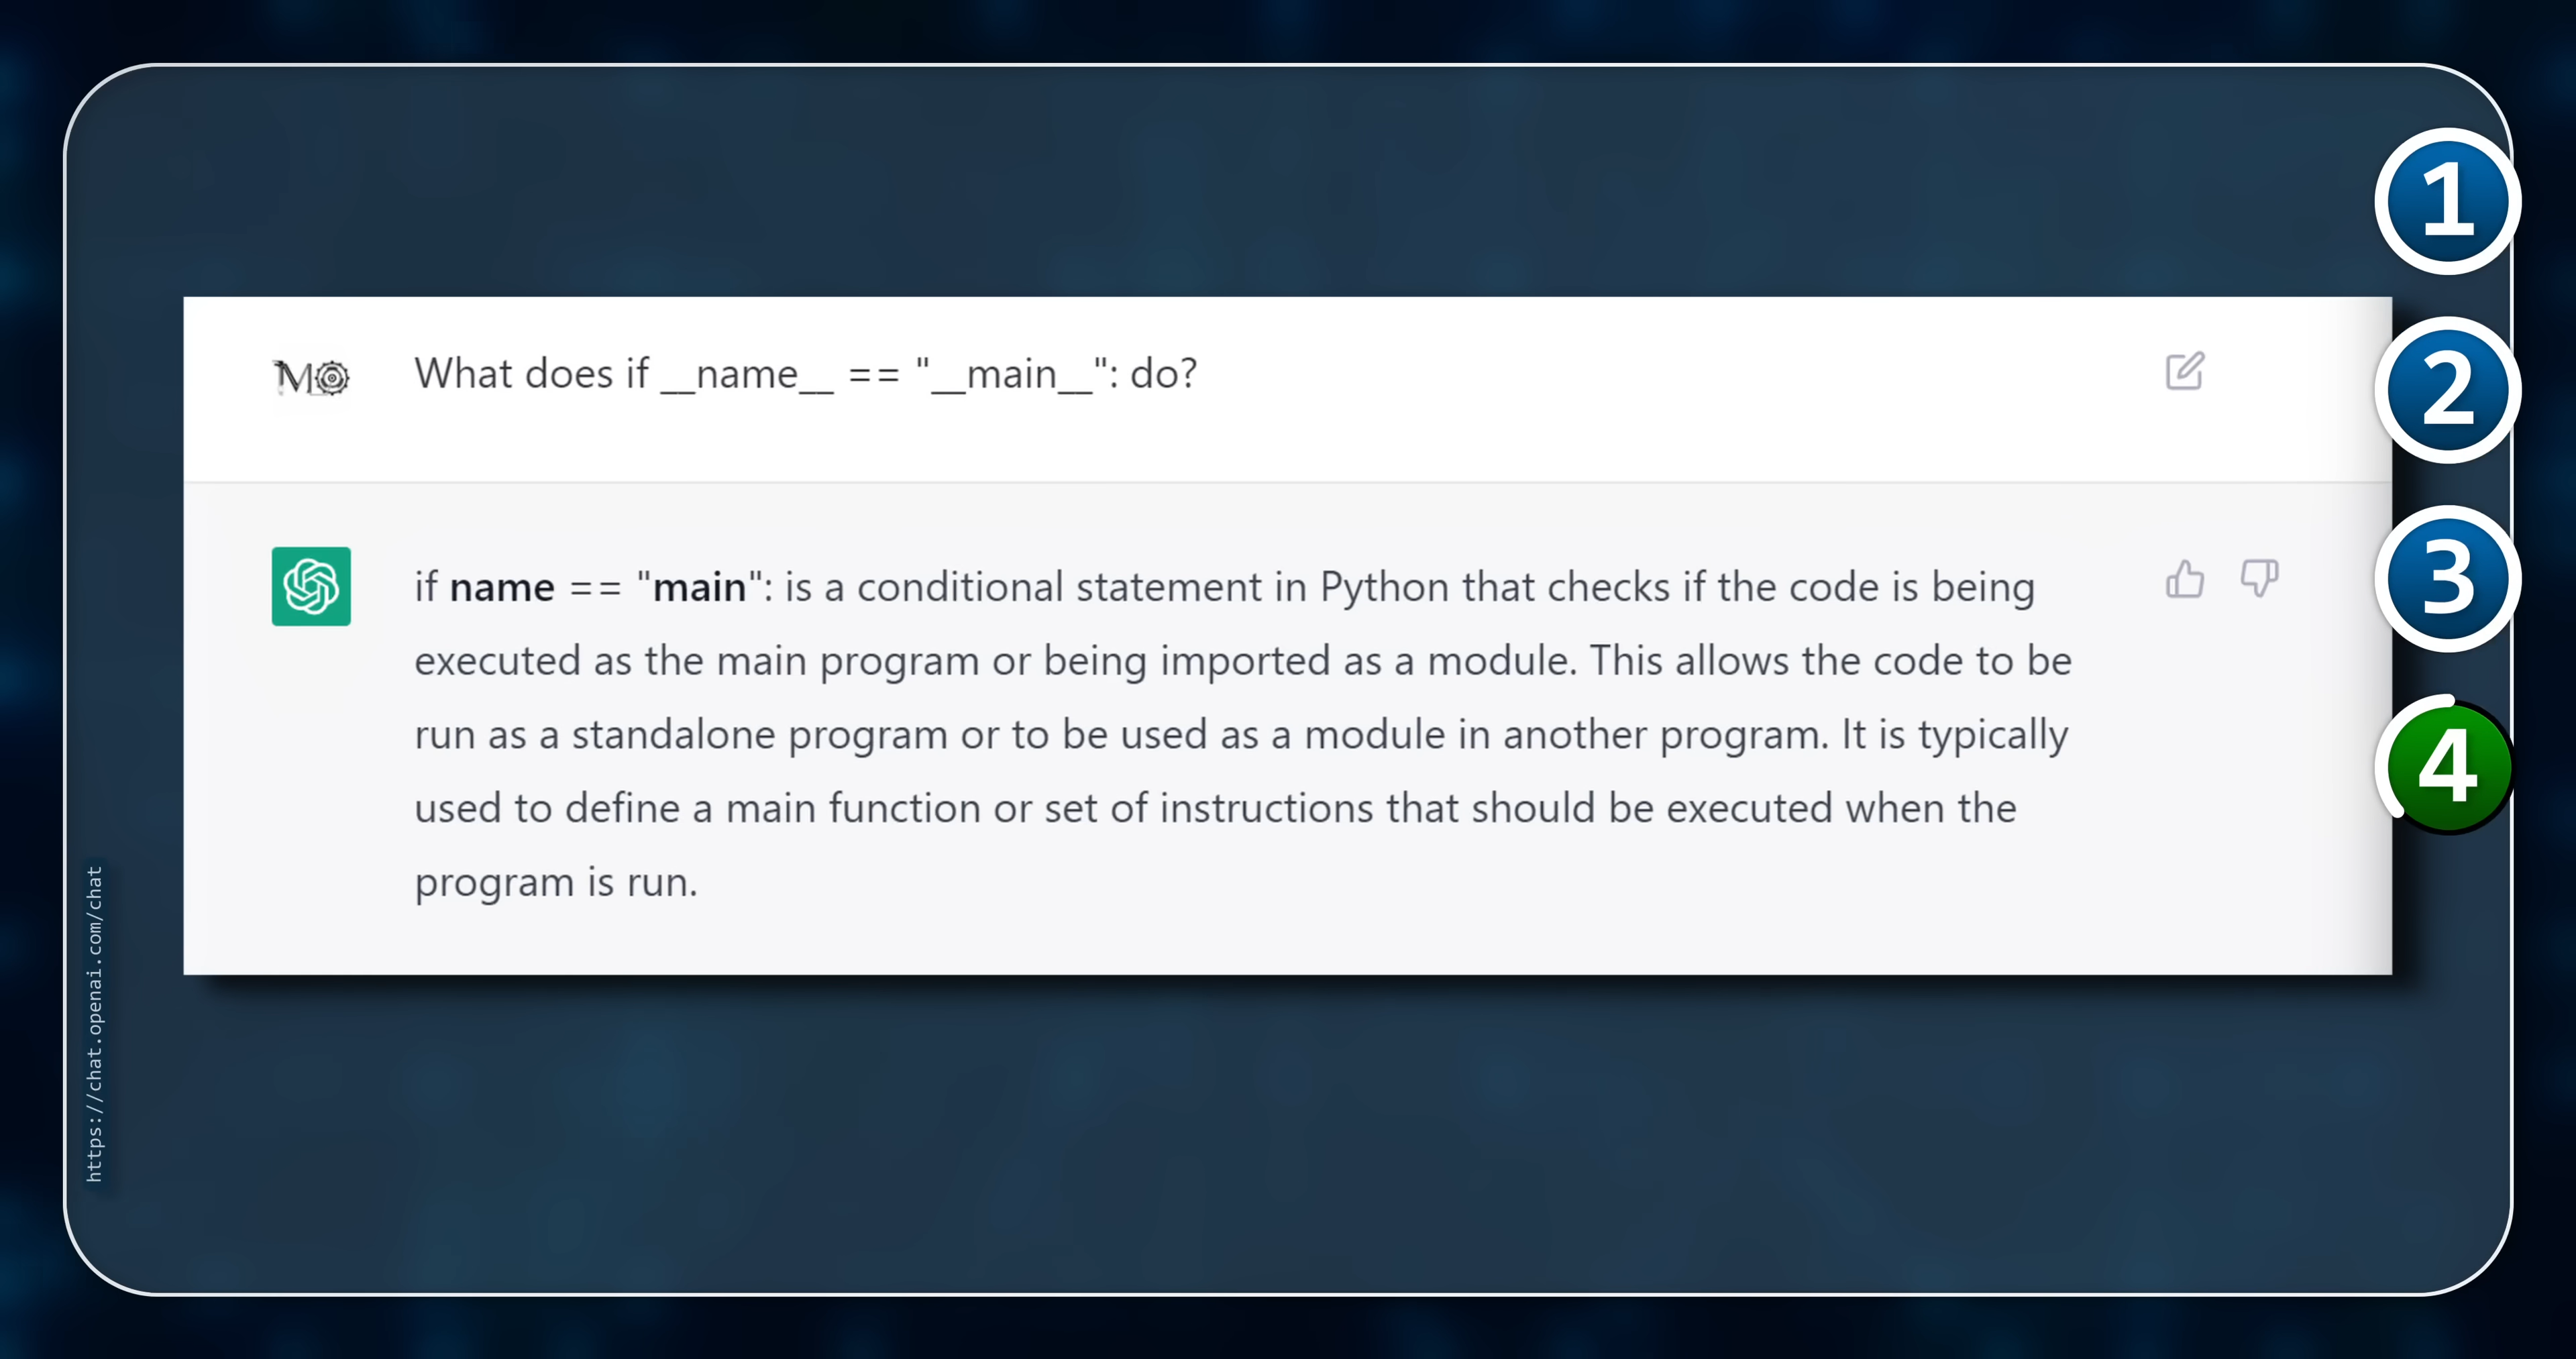 What does if __name__ == "__main__": do?
if name == "main": is a conditional statement in Python that checks if the code is being
executed as the main program or being imported as a module. This allows the code to be
run as a standalone program or to be used as a module in another program. It is typically
used to define a main function or set of instructions that should be executed when the
program is run.
1
2
3
4
https://chat.openai.com/chat